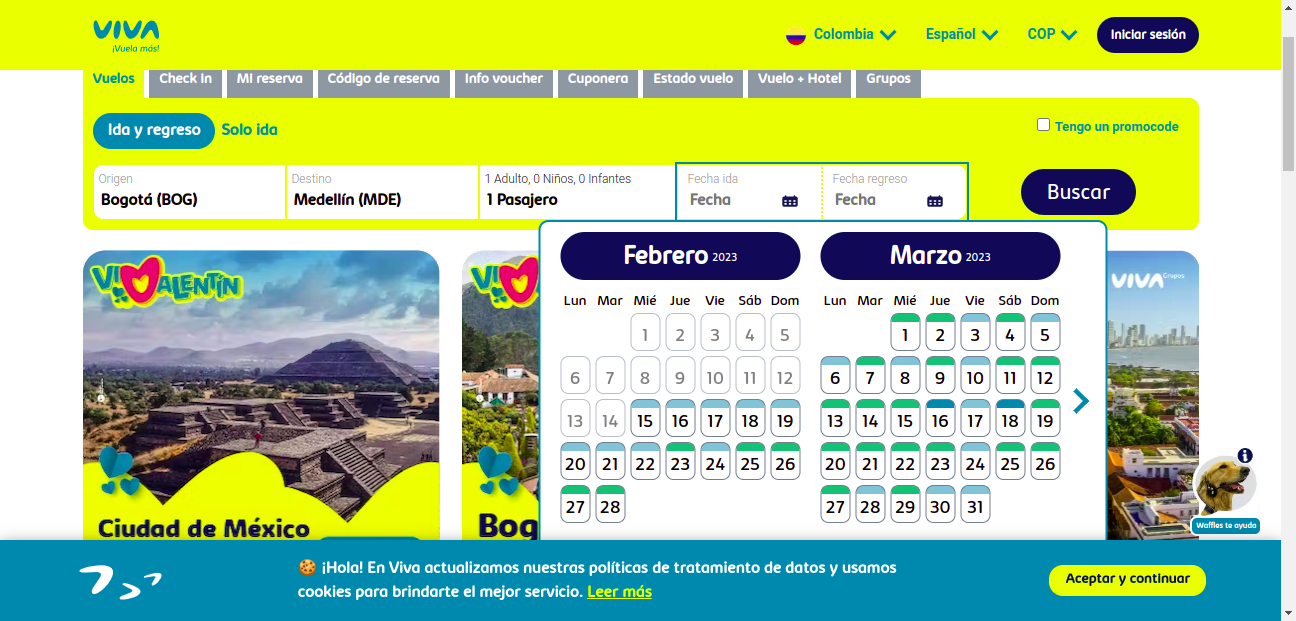 VIVA
¡Vuela más!
Colombia
Español
COP
Iniciar sesión
Vuelos
Check in
Mi reserva
Código de reserva
Info voucher
Cuponera
Estado vuelo
Vuelo + Hotel
Grupos
Ida y regreso
Solo ida
Tengo un promocode
Origen
Destino
1 Adulto, 0 Niños, 0 Infantes
Fecha ida
Fecha regreso
Bogotá (BOG)
Medellín (MDE)
1 Pasajero
Fecha
Fecha
Buscar
VIVALENTÍN
VIVA Grupos
Febrero 2023
Lun Mar Mié Jue Vie Sáb Dom
1 2 3 4 5
6 7 8 9 10 11 12
13 14 15 16 17 18 19
20 21 22 23 24 25 26
27 28
Marzo 2023
Lun Mar Mié Jue Vie Sáb Dom
1 2 3 4 5
6 7 8 9 10 11 12
13 14 15 16 17 18 19
20 21 22 23 24 25 26
27 28 29 30 31
Ciudad de México
Bog
i
Waffles te ayuda
🍪 ¡Hola! En Viva actualizamos nuestras políticas de tratamiento de datos y usamos
cookies para brindarte el mejor servicio. Leer más
Aceptar y continuar